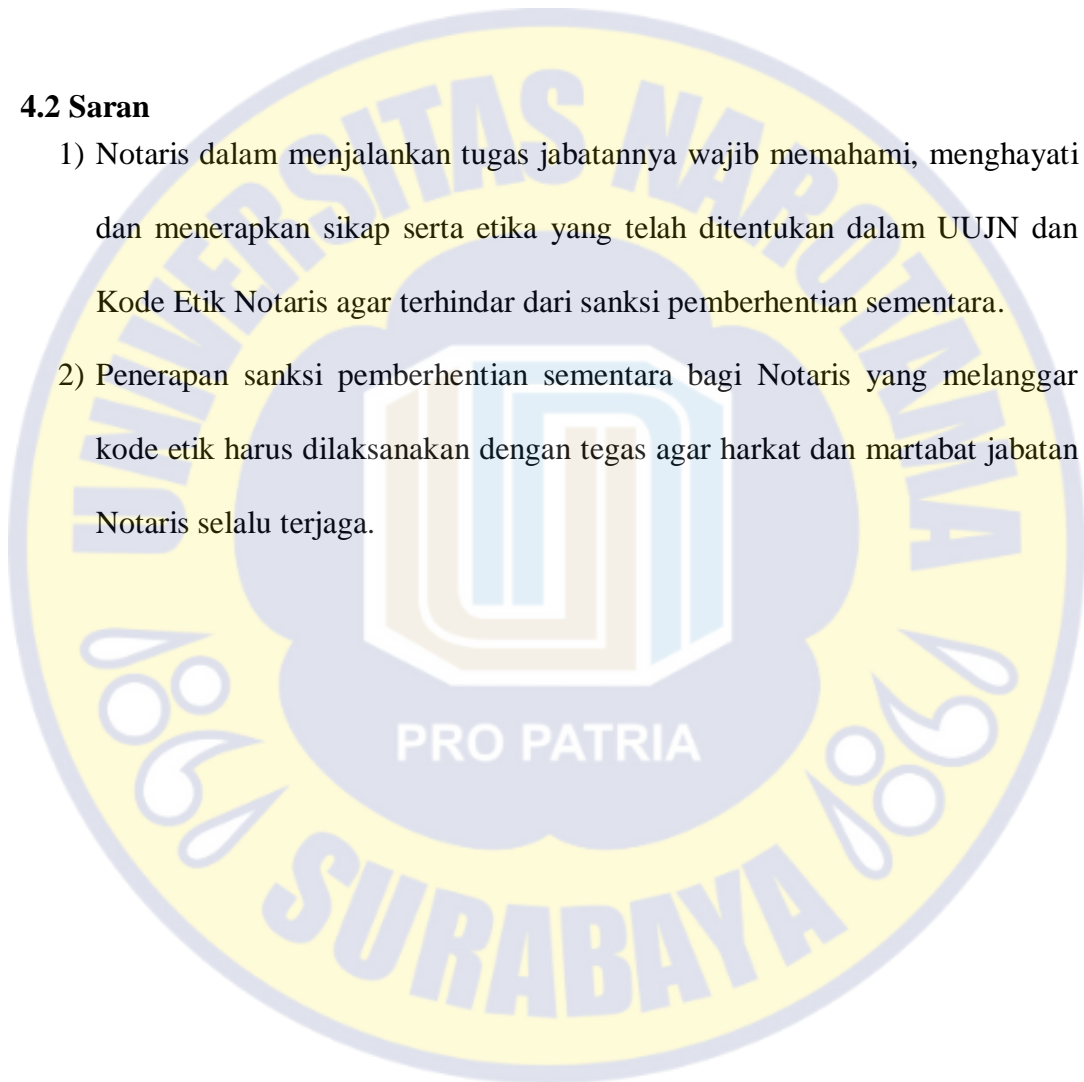 4.2 Saran
1) Notaris dalam menjalankan tugas jabatannya wajib memahami, menghayati
dan menerapkan sikap serta etika yang telah ditentukan dalam UUJN dan
Kode Etik Notaris agar terhindar dari sanksi pemberhentian sementara.
2) Penerapan sanksi pemberhentian sementara bagi Notaris yang melanggar
kode etik harus dilaksanakan dengan tegas agar harkat dan martabat jabatan
Notaris selalu terjaga.
UNIVERSITAS NAROTAMA
PRO PATRIA
SURABAYA